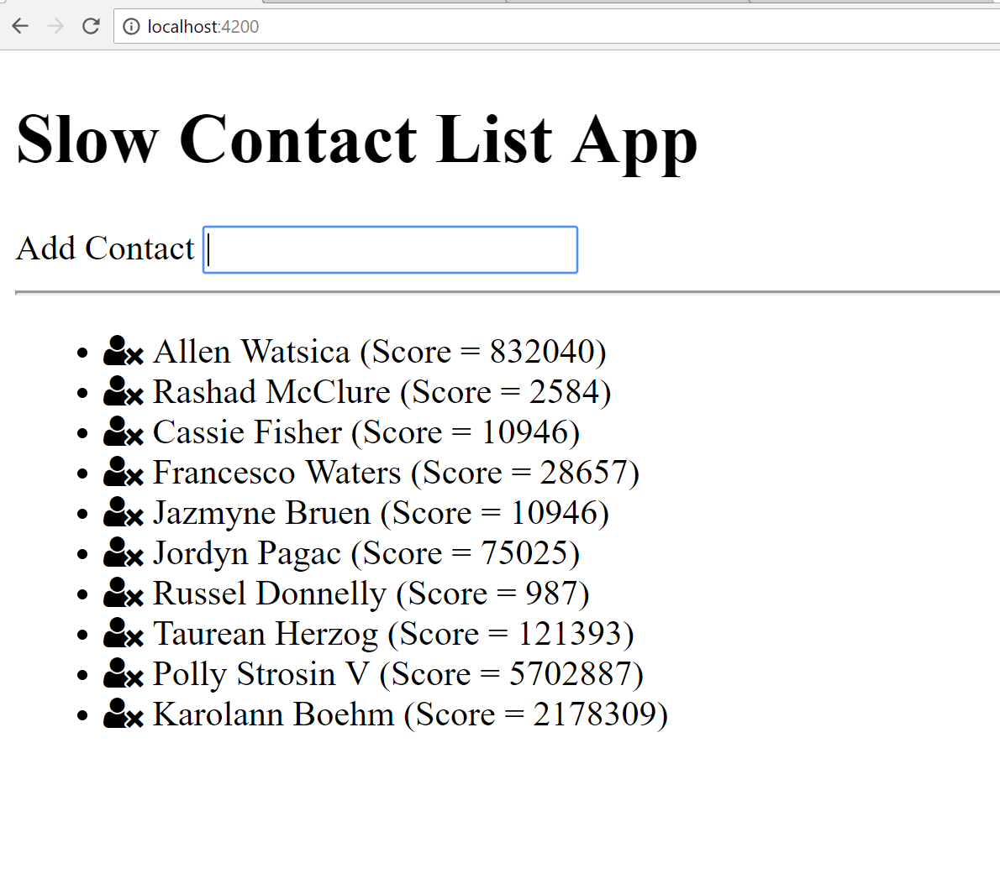 localhost:4200
Slow Contact List App
Add Contact
Allen Watsica (Score = 832040)
Rashad McClure (Score = 2584)
Cassie Fisher (Score = 10946)
Francesco Waters (Score = 28657)
Jazmyne Bruen (Score = 10946)
Jordyn Pagac (Score = 75025)
Russel Donnelly (Score = 987)
Taurean Herzog (Score = 121393)
Polly Strosin V (Score = 5702887)
Karolann Boehm (Score = 2178309)